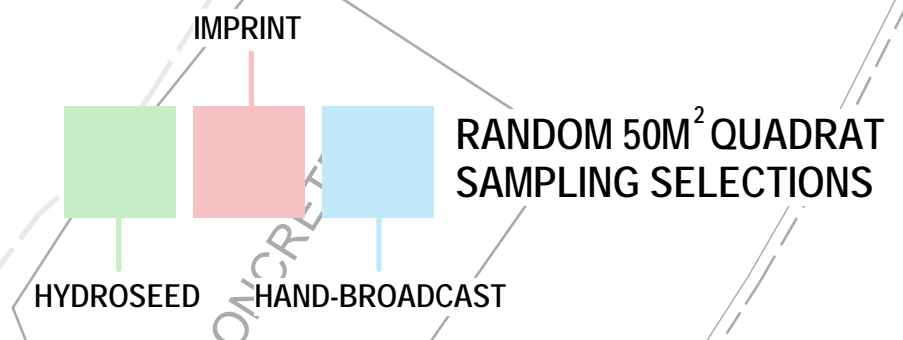 IMPRINT
RANDOM 50M² QUADRAT
SAMPLING SELECTIONS
HYDROSEED
HAND-BROADCAST